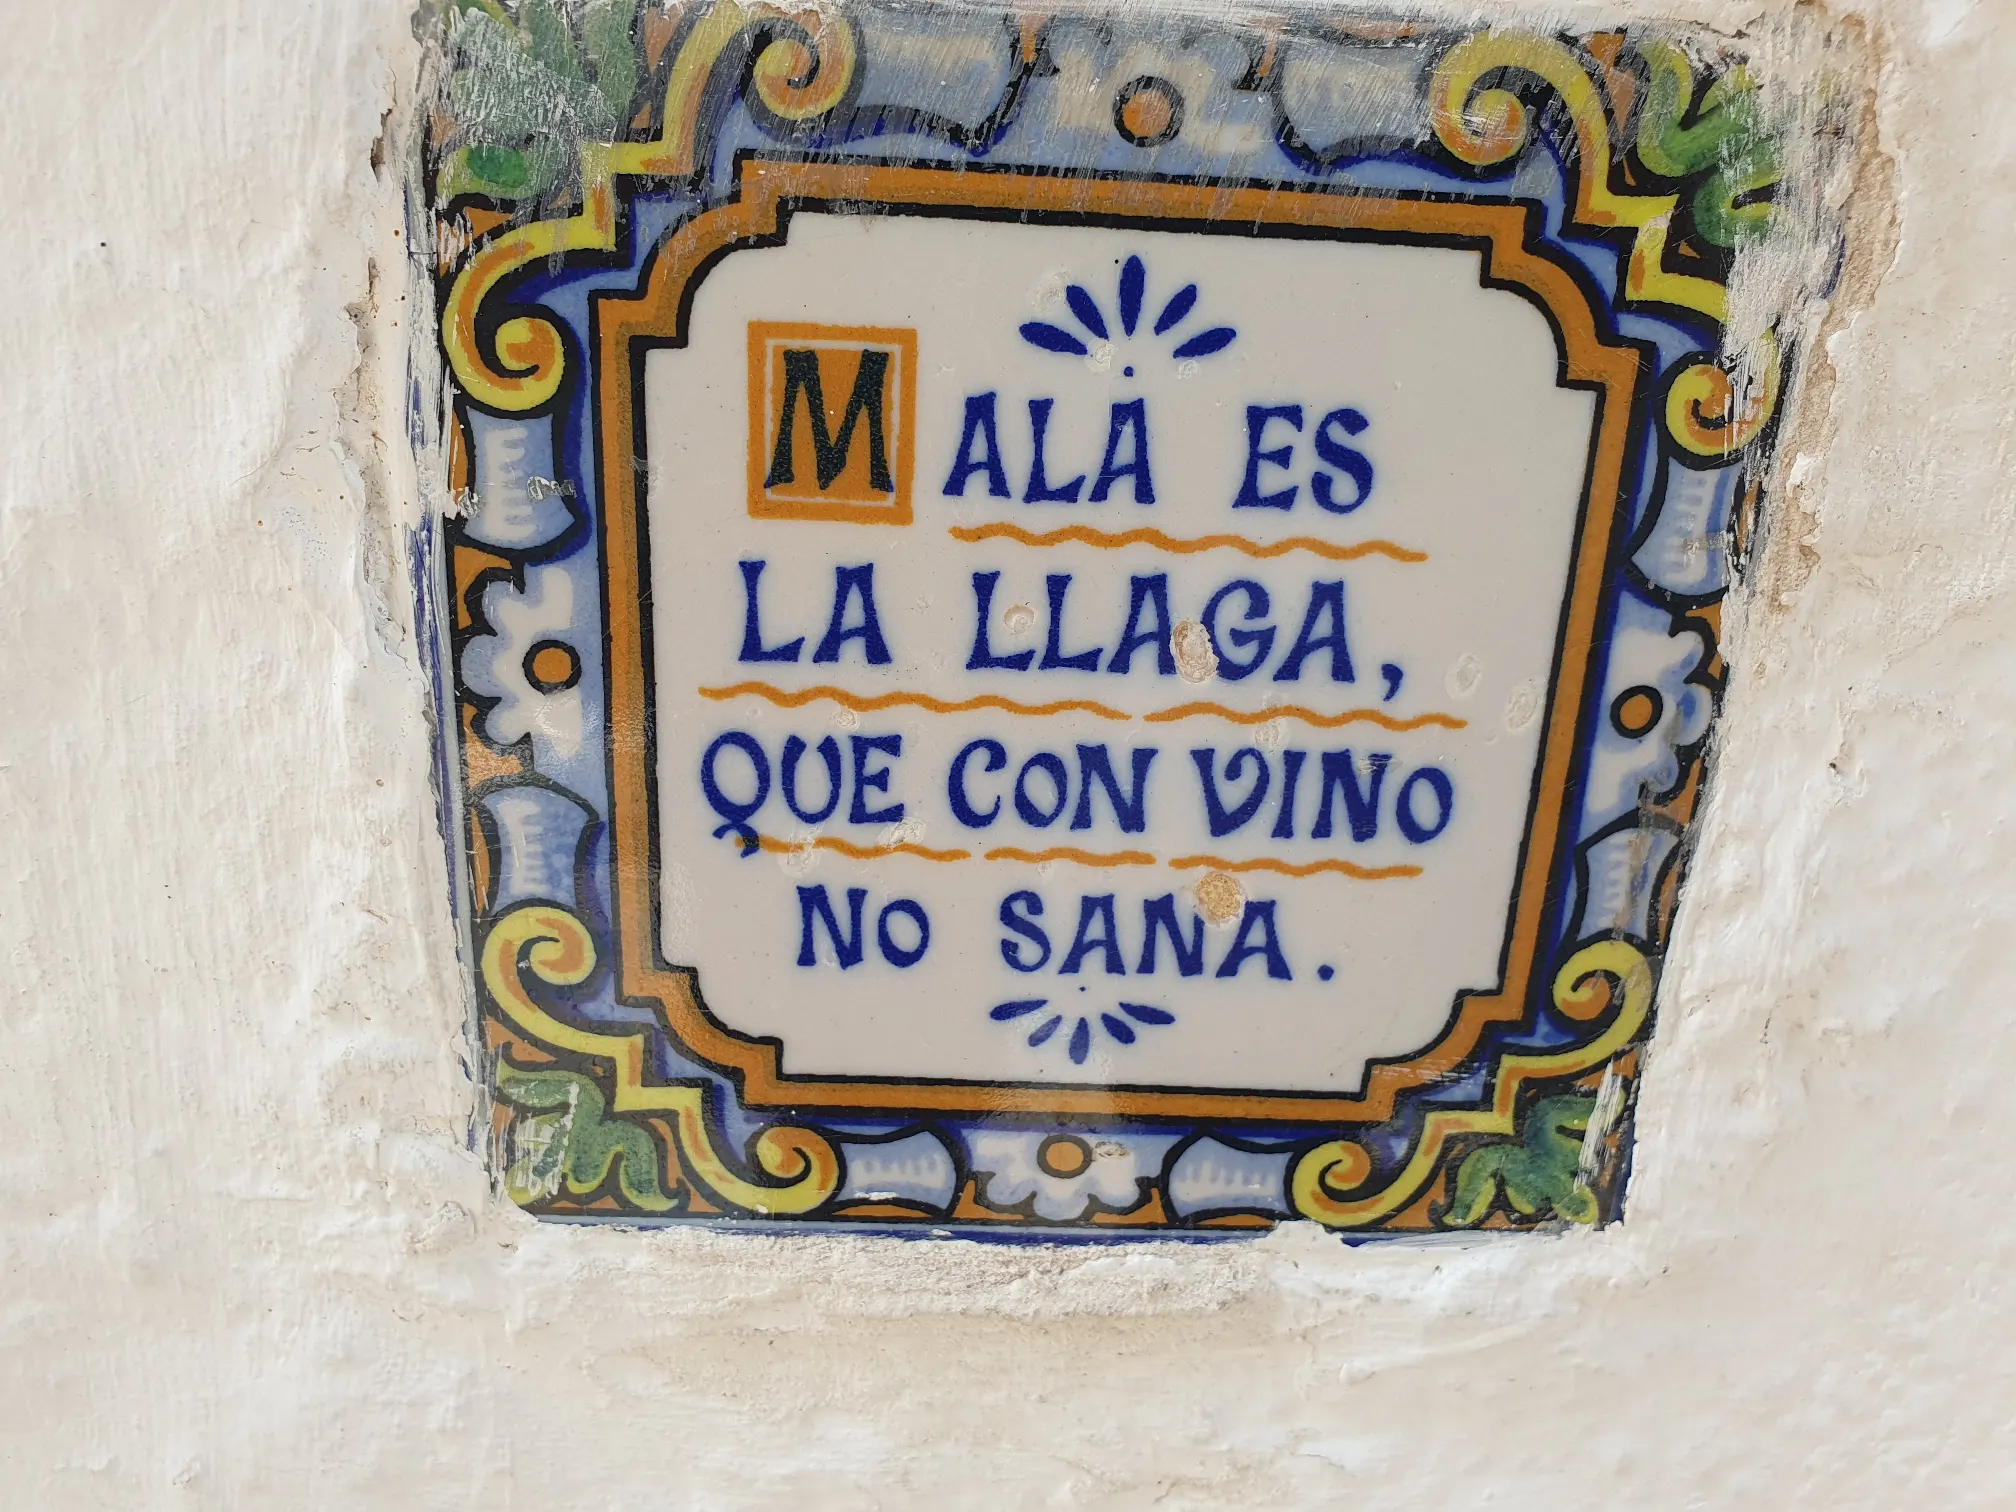 MALA ES
LA LLAGA,
QUE CON VINO
NO SANA.